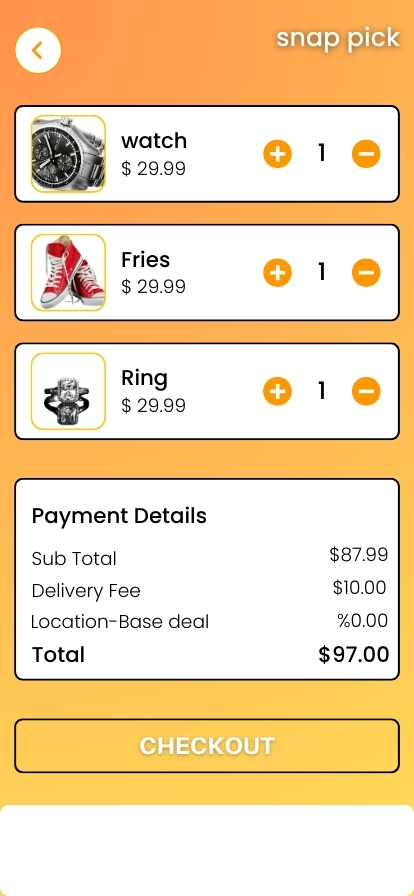 snap pick
watch
$ 29.99
1
Fries
$ 29.99
1
Ring
$ 29.99
1
Payment Details
Sub Total $87.99
Delivery Fee $10.00
Location-Base deal %0.00
Total $97.00
CHECKOUT